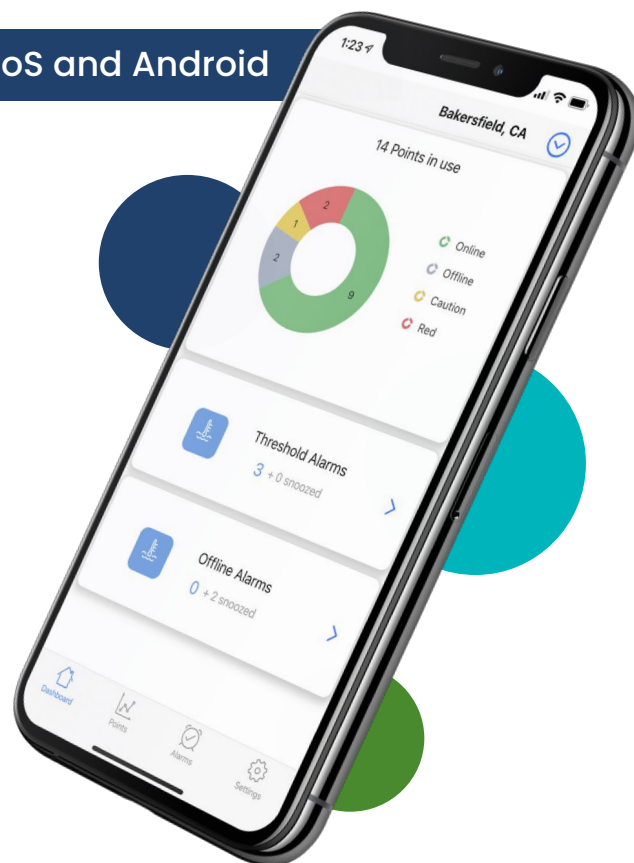 oS and Android
1:23
Bakersfield, CA
14 Points in use
2
1
2
9
Online
Offline
Caution
Red
Threshold Alarms
3 + 0 snoozed
Offline Alarms
0 + 2 snoozed
Dashboard
Points
Alarms
Settings